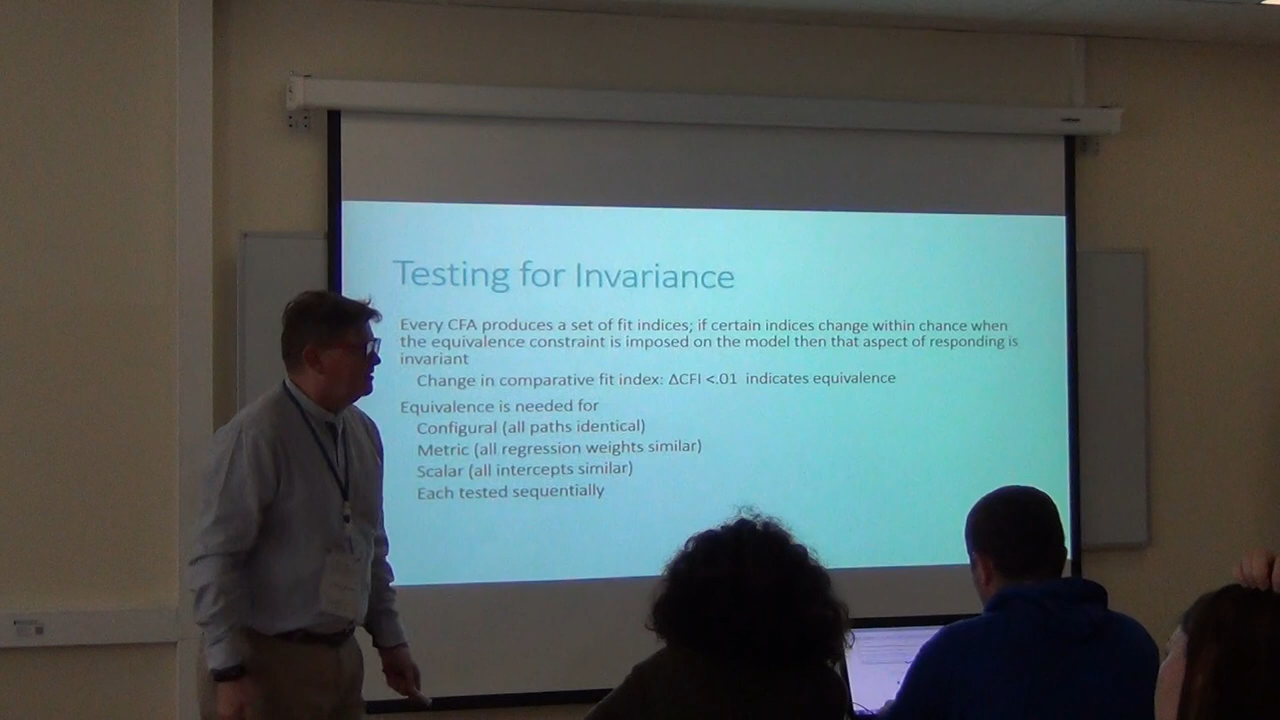 Testing for Invariance
Every CFA produces a set of fit indices; if certain indices change within chance when
the equivalence constraint is imposed on the model then that aspect of responding is
invariant
Change in comparative fit index: ΔCFI <.01 indicates equivalence
Equivalence is needed for
Configural (all paths identical)
Metric (all regression weights similar)
Scalar (all intercepts similar)
Each tested sequentially